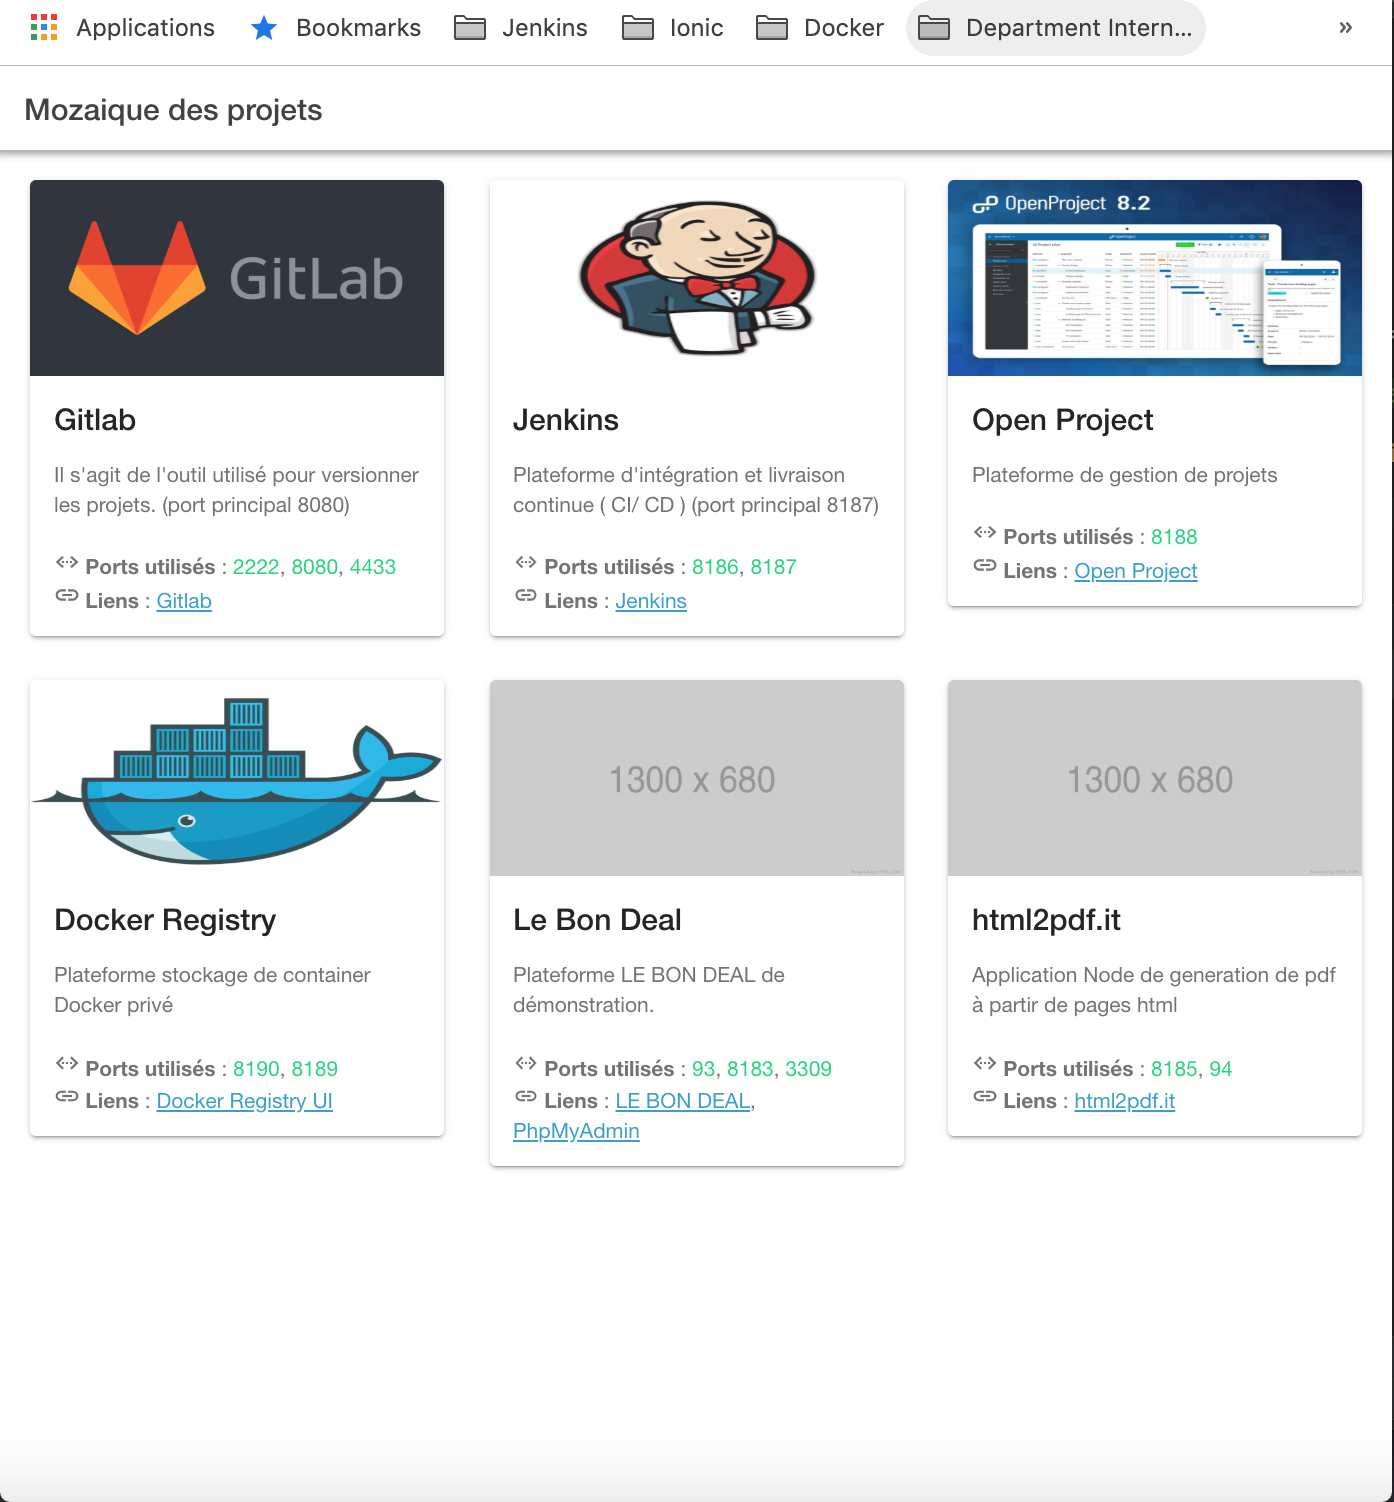 Applications Bookmarks Jenkins Ionic Docker Department Intern... »
Mozaique des projets
GitLab
Gitlab
Il s'agit de l'outil utilisé pour versionner
les projets. (port principal 8080)
Ports utilisés : 2222, 8080, 4433
Liens : Gitlab
Jenkins
Plateforme d'intégration et livraison
continue ( CI/ CD ) (port principal 8187)
Ports utilisés : 8186, 8187
Liens : Jenkins
OpenProject 8.2
Open Project
Plateforme de gestion de projets
Ports utilisés : 8188
Liens : Open Project
Docker Registry
Plateforme stockage de container
Docker privé
Ports utilisés : 8190, 8189
Liens : Docker Registry UI
1300 x 680
Le Bon Deal
Plateforme LE BON DEAL de
démonstration.
Ports utilisés : 93, 8183, 3309
Liens : LE BON DEAL,
PhpMyAdmin
1300 x 680
html2pdf.it
Application Node de generation de pdf
à partir de pages html
Ports utilisés : 8185, 94
Liens : html2pdf.it